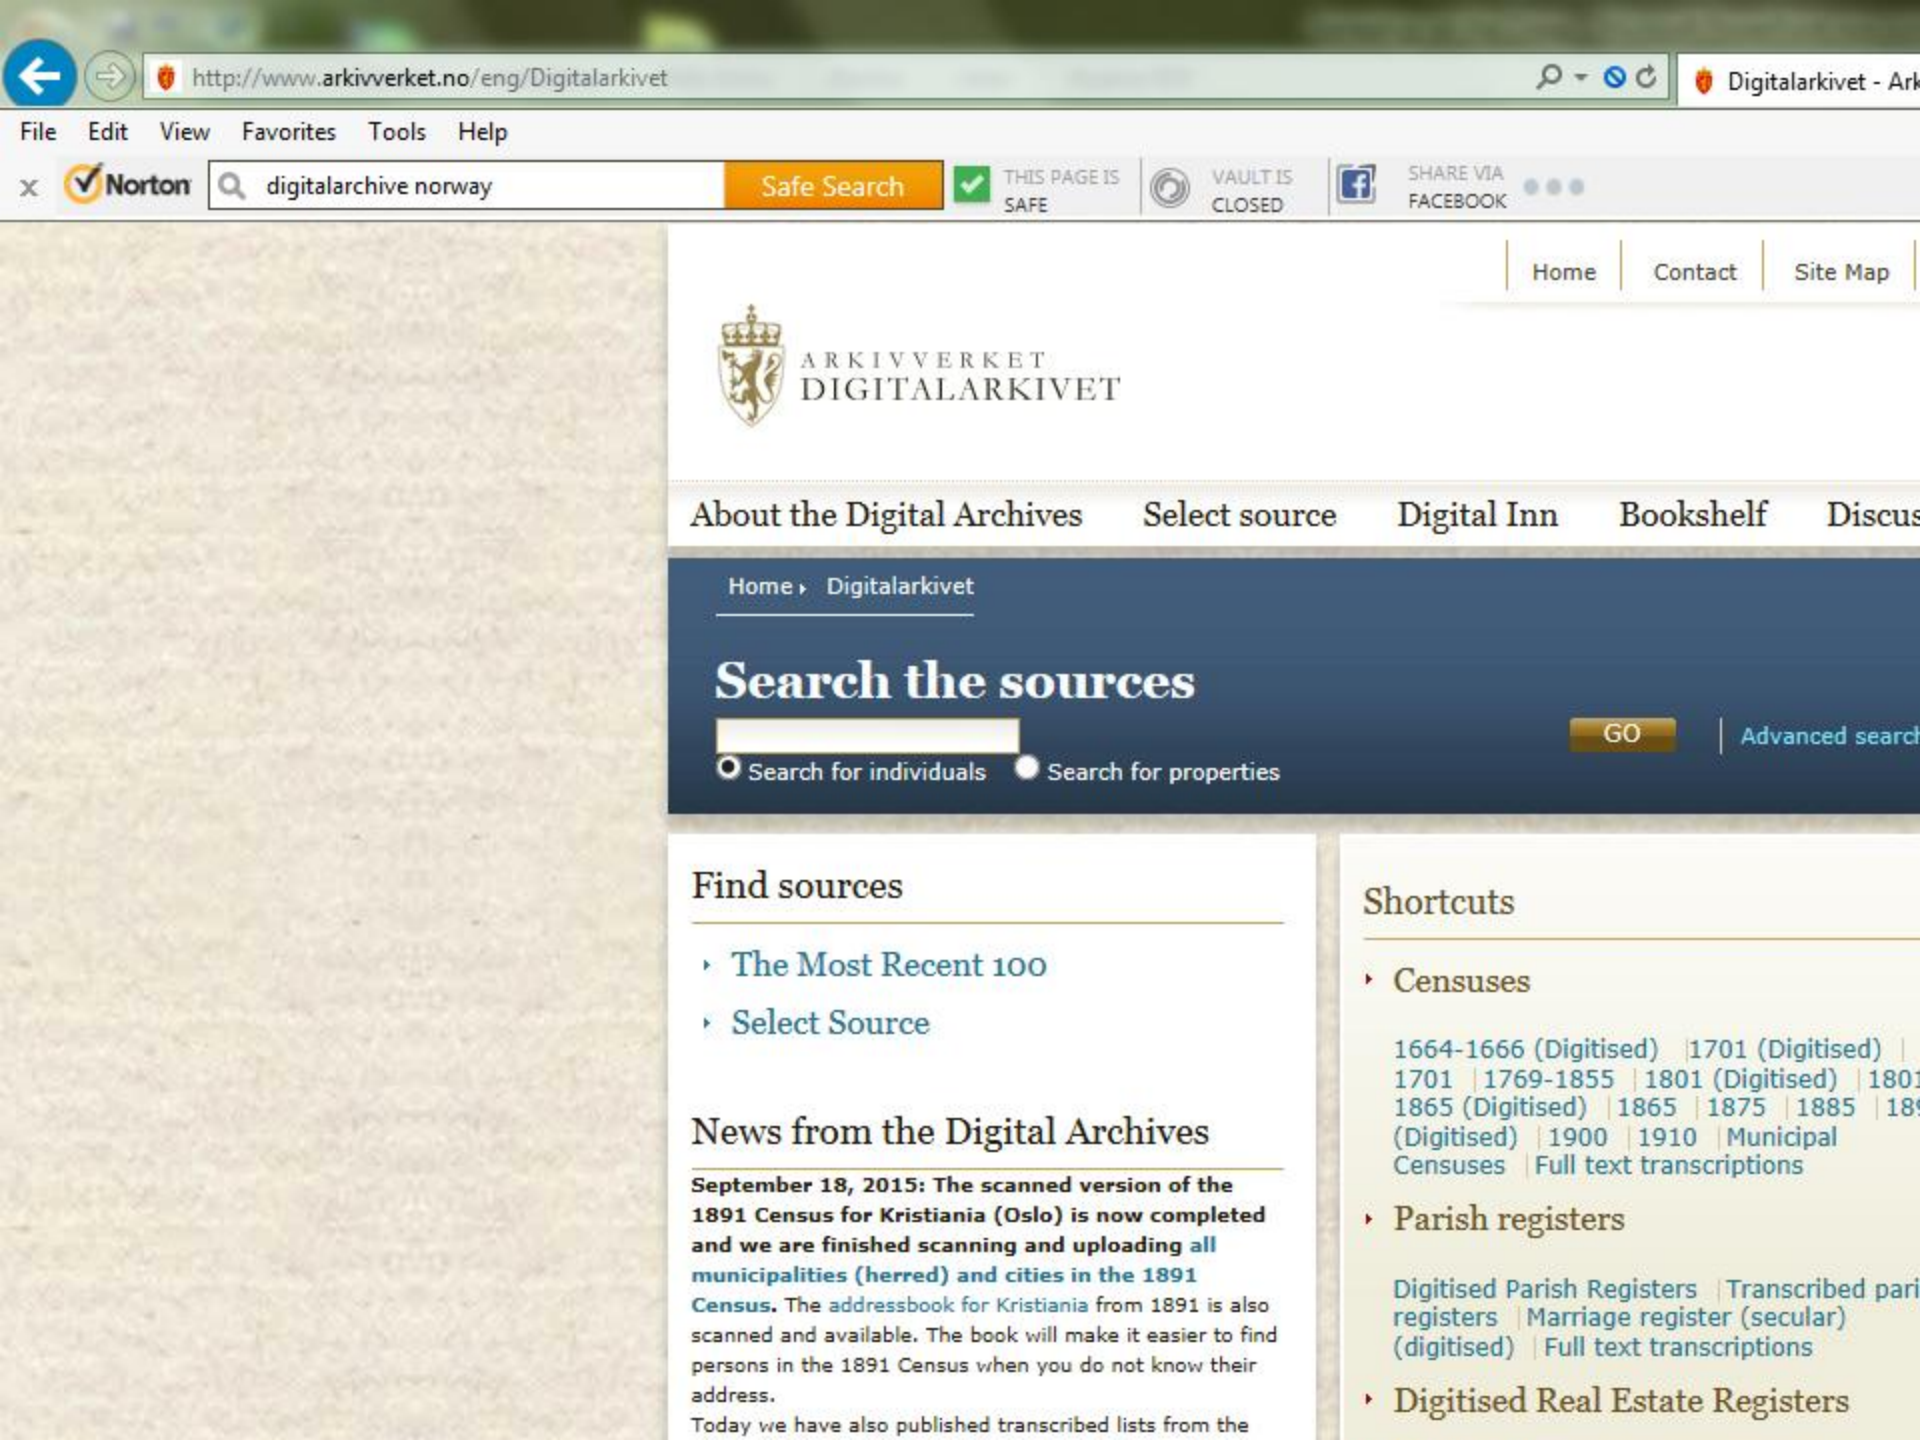 http://www.arkivverket.no/eng/Digitalarkivet
Digitalarkivet - Ark
File Edit View Favorites Tools Help
x Norton digitalarchive norway Safe Search
THIS PAGE IS
SAFE
VAULT IS
CLOSED
SHARE VIA
FACEBOOK
Home Contact Site Map
ARKIVVERKET
DIGITALARKIVET
About the Digital Archives Select source Digital Inn Bookshelf Discus
Home Digitalarkivet
Search the sources
GO Advanced search
Search for individuals Search for properties
Find sources
The Most Recent 100
Select Source
News from the Digital Archives
September 18, 2015: The scanned version of the
1891 Census for Kristiania (Oslo) is now completed
and we are finished scanning and uploading all
municipalities (herred) and cities in the 1891
Census. The addressbook for Kristiania from 1891 is also
scanned and available. The book will make it easier to find
persons in the 1891 Census when you do not know their
address.
Today we have also published transcribed lists from the
Shortcuts
Censuses
1664-1666 (Digitised) | 1701 (Digitised) |
1701 | 1769-1855 | 1801 (Digitised) | 1801
1865 (Digitised) | 1865 | 1875 | 1885 | 189
(Digitised) | 1900 | 1910 | Municipal
Censuses | Full text transcriptions
Parish registers
Digitised Parish Registers | Transcribed pari
registers | Marriage register (secular)
(digitised) | Full text transcriptions
Digitised Real Estate Registers